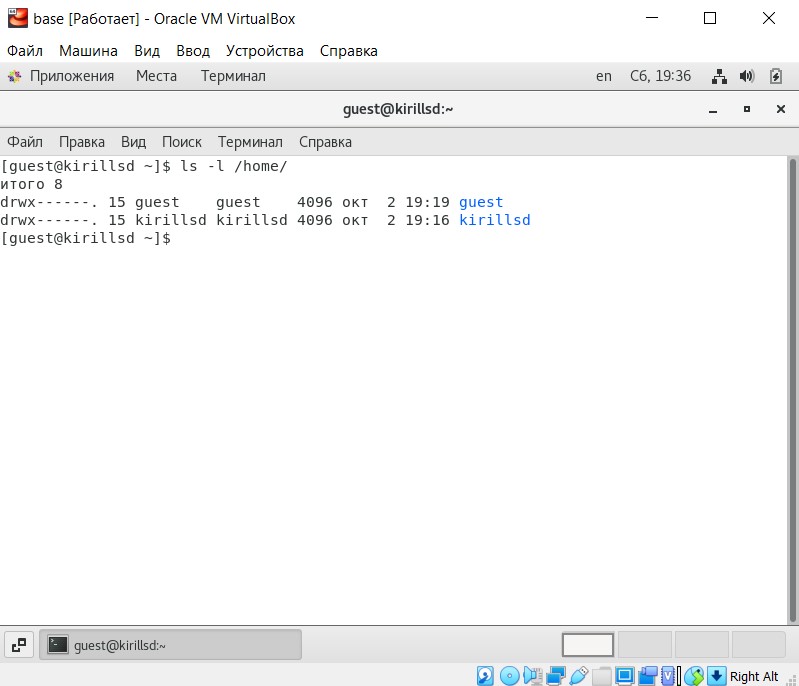 base [Работает] - Oracle VM VirtualBox
Файл Машина Вид Ввод Устройства Справка
Приложения Места Терминал en Сб, 19:36
guest@kirillsd:~
Файл Правка Вид Поиск Терминал Справка
[guest@kirillsd ~]$ ls -l /home/
итого 8
drwx------. 15 guest    guest    4096 окт  2 19:19 guest
drwx------. 15 kirillsd kirillsd 4096 окт  2 19:16 kirillsd
[guest@kirillsd ~]$
guest@kirillsd:~
Right Alt